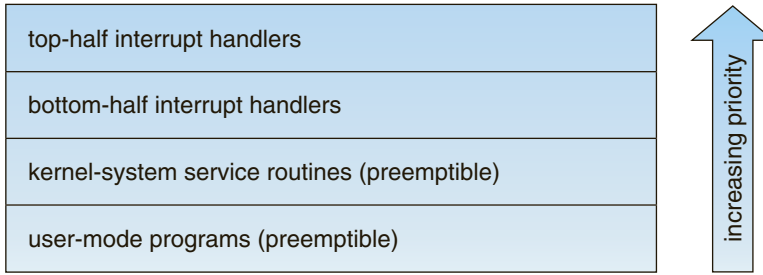 top-half interrupt handlers
bottom-half interrupt handlers
kernel-system service routines (preemptible)
user-mode programs (preemptible)
increasing priority